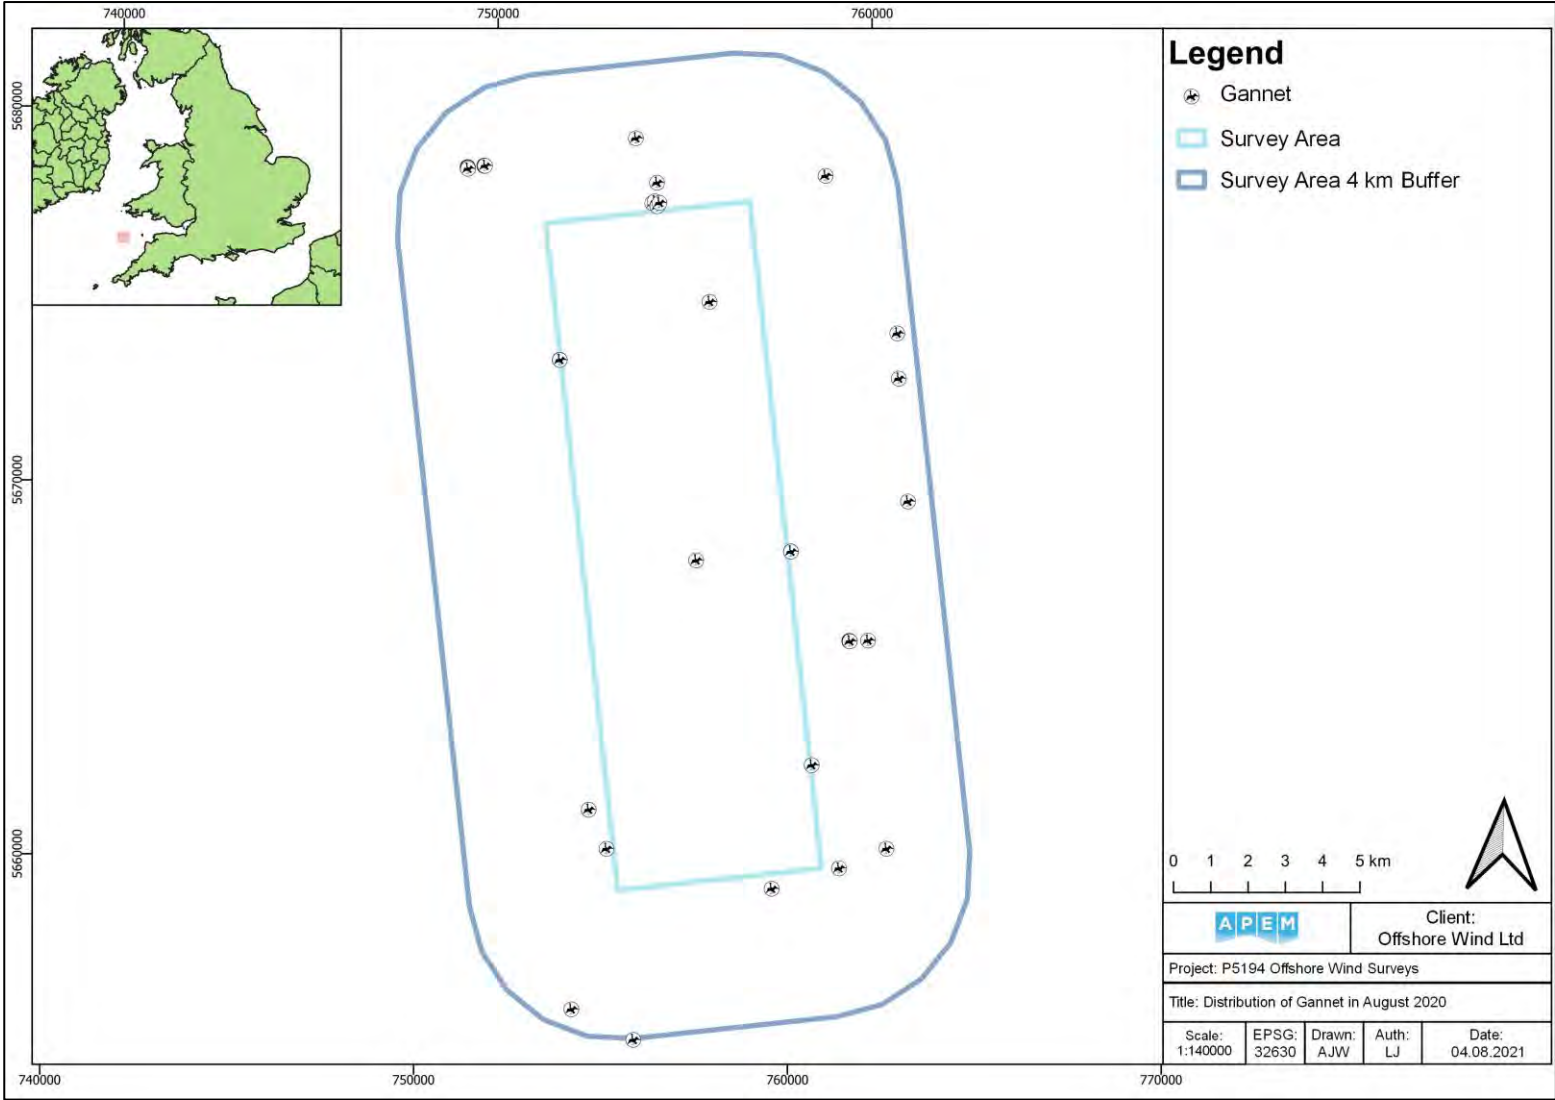 740000
750000
760000
5680000
5670000
5660000
740000
750000
760000
770000
Legend
Gannet
Survey Area
Survey Area 4 km Buffer
0 1 2 3 4 5 km
APEM
Client:
Offshore Wind Ltd
Project: P5194 Offshore Wind Surveys
Title: Distribution of Gannet in August 2020
Scale:
1:140000
EPSG:
32630
Drawn:
AJW
Auth:
LJ
Date:
04.08.2021